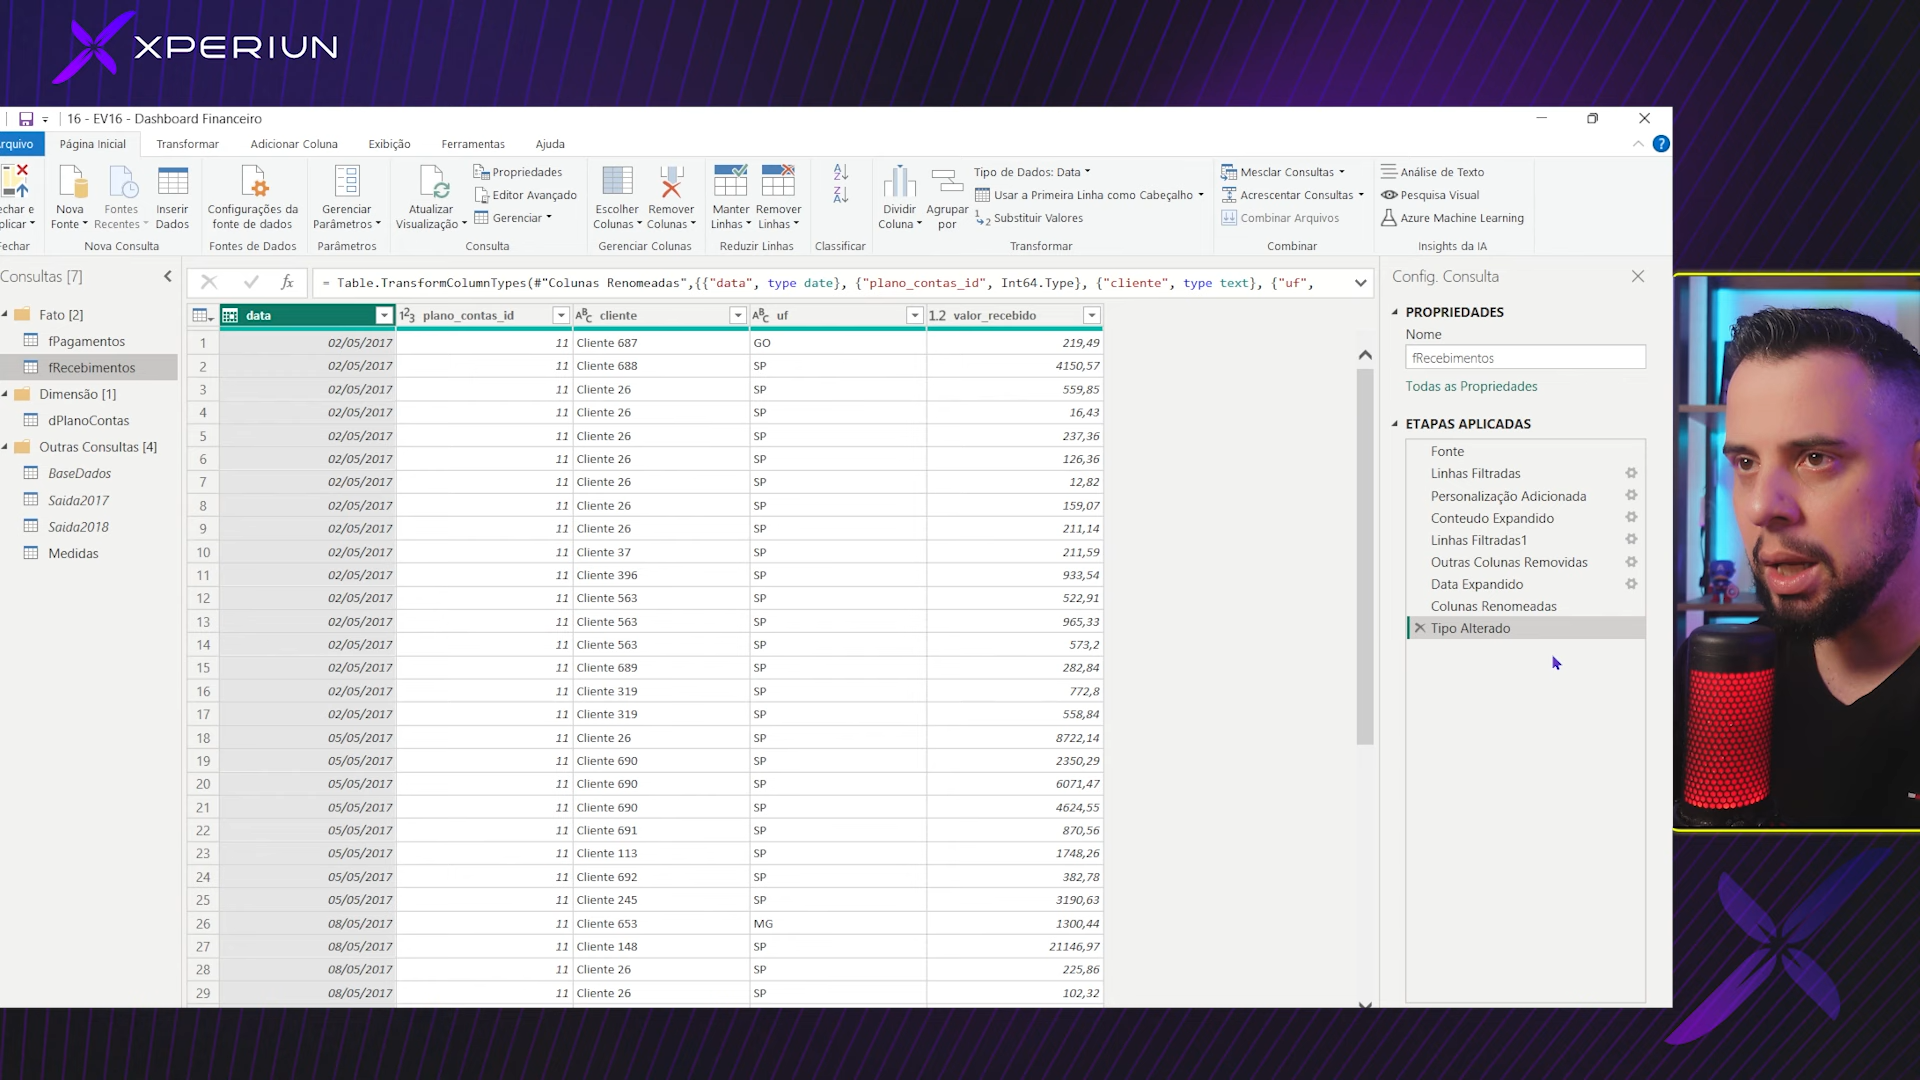 XPERIUN
16 - EV16 - Dashboard Financeiro
rquivo Página Inicial Transformar Adicionar Coluna Exibição Ferramentas Ajuda
echar e plicar
Fechar
Nova Fonte
Fontes Recentes
Inserir Dados
Nova Consulta
Configurações da fonte de dados
Fontes de Dados
Gerenciar Parâmetros
Parâmetros
Atualizar Visualização
Propriedades
Editor Avançado
Gerenciar
Consulta
Escolher Colunas
Remover Colunas
Gerenciar Colunas
Manter Linhas
Remover Linhas
Reduzir Linhas
Classificar
Dividir Coluna
Agrupar por
Tipo de Dados: Data
Usar a Primeira Linha como Cabeçalho
Substituir Valores
Transformar
Mesclar Consultas
Acrescentar Consultas
Combinar Arquivos
Combinar
Análise de Texto
Pesquisa Visual
Azure Machine Learning
Insights da IA
Consultas [7]
Fato [2]
fPagamentos
fRecebimentos
Dimensão [1]
dPlanoContas
Outras Consultas [4]
BaseDados
Saida2017
Saida2018
Medidas
fx = Table.TransformColumnTypes(#"Colunas Renomeadas",{{"data", type date}, {"plano_contas_id", Int64.Type}, {"cliente", type text}, {"uf",
data 123 plano_contas_id ABC cliente ABC uf 1.2 valor_recebido
1 02/05/2017 11 Cliente 687 GO 219,49
2 02/05/2017 11 Cliente 688 SP 4150,57
3 02/05/2017 11 Cliente 26 SP 559,85
4 02/05/2017 11 Cliente 26 SP 16,43
5 02/05/2017 11 Cliente 26 SP 237,36
6 02/05/2017 11 Cliente 26 SP 126,36
7 02/05/2017 11 Cliente 26 SP 12,82
8 02/05/2017 11 Cliente 26 SP 159,07
9 02/05/2017 11 Cliente 26 SP 211,14
10 02/05/2017 11 Cliente 37 SP 211,59
11 02/05/2017 11 Cliente 396 SP 933,54
12 02/05/2017 11 Cliente 563 SP 522,91
13 02/05/2017 11 Cliente 563 SP 965,33
14 02/05/2017 11 Cliente 563 SP 573,2
15 02/05/2017 11 Cliente 689 SP 282,84
16 02/05/2017 11 Cliente 319 SP 772,8
17 02/05/2017 11 Cliente 319 SP 558,84
18 05/05/2017 11 Cliente 26 SP 8722,14
19 05/05/2017 11 Cliente 690 SP 2350,29
20 05/05/2017 11 Cliente 690 SP 6071,47
21 05/05/2017 11 Cliente 690 SP 4624,55
22 05/05/2017 11 Cliente 691 SP 870,56
23 05/05/2017 11 Cliente 113 SP 1748,26
24 05/05/2017 11 Cliente 692 SP 382,78
25 05/05/2017 11 Cliente 245 SP 3190,63
26 08/05/2017 11 Cliente 653 MG 1300,44
27 08/05/2017 11 Cliente 148 SP 21146,97
28 08/05/2017 11 Cliente 26 SP 225,86
29 08/05/2017 11 Cliente 26 SP 102,32
Config. Consulta
PROPRIEDADES
Nome
fRecebimentos
Todas as Propriedades
ETAPAS APLICADAS
Fonte
Linhas Filtradas
Personalização Adicionada
Conteudo Expandido
Linhas Filtradas1
Outras Colunas Removidas
Data Expandido
Colunas Renomeadas
Tipo Alterado